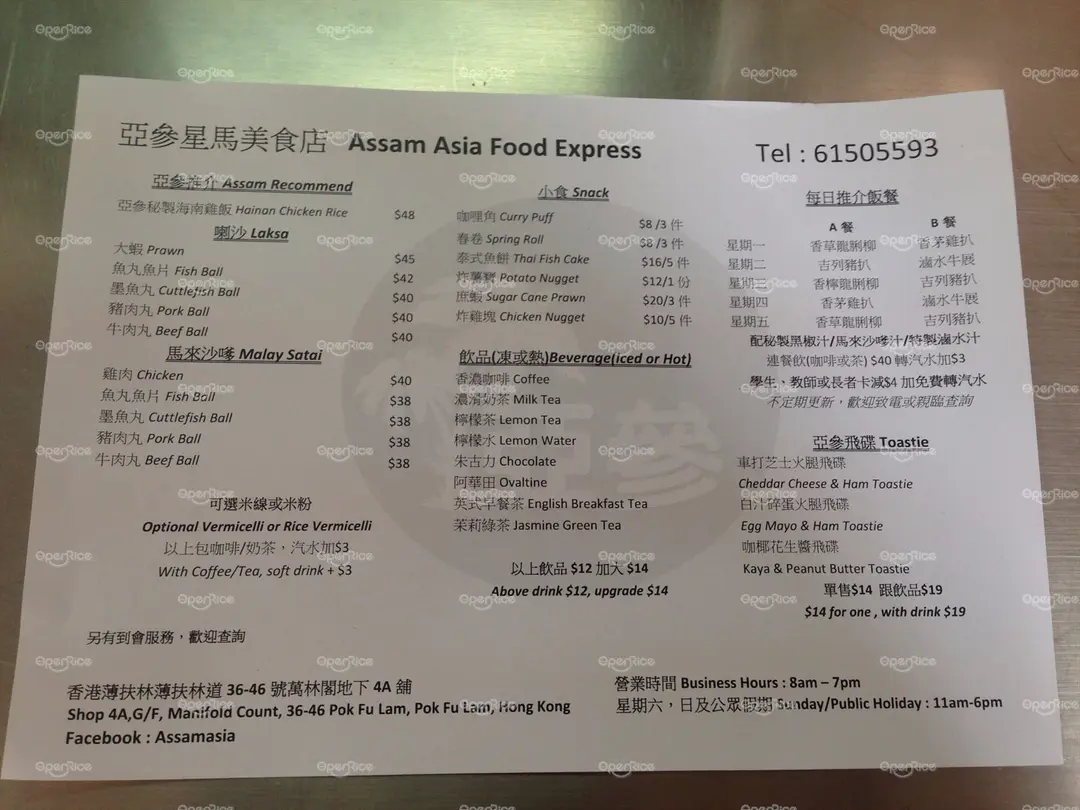 亞參星馬美食店 Assam Asia Food Express
Tel : 61505593
亞參推介 Assam Recommend
亞參秘製海南雞飯 Hainan Chicken Rice $48
喇沙 Laksa
大蝦 Prawn $45
魚丸魚片 Fish Ball $42
墨魚丸 Cuttlefish Ball $40
豬肉丸 Pork Ball $40
牛肉丸 Beef Ball $40
馬來沙嗲 Malay Satai
雞肉 Chicken $40
魚丸魚片 Fish Ball $38
墨魚丸 Cuttlefish Ball $38
豬肉丸 Pork Ball $38
牛肉丸 Beef Ball $38
可選米線或米粉
Optional Vermicelli or Rice Vermicelli
以上包咖啡/奶茶，汽水加$3
With Coffee/Tea, soft drink + $3
另有到會服務，歡迎查詢
小食 Snack
咖喱角 Curry Puff $8 /3 件
春卷 Spring Roll $8 /3 件
泰式魚餅 Thai Fish Cake $16/5 件
炸薯寶 Potato Nugget $12/1 份
蔗蝦 Sugar Cane Prawn $20/3 件
炸雞塊 Chicken Nugget $10/5 件
飲品(凍或熱)Beverage(Iced or Hot)
香濃咖啡 Coffee
濃滑奶茶 Milk Tea
檸檬茶 Lemon Tea
檸檬水 Lemon Water
朱古力 Chocolate
阿華田 Ovaltine
英式早餐茶 English Breakfast Tea
茉莉綠茶 Jasmine Green Tea
以上飲品 $12 加大 $14
Above drink $12, upgrade $14
每日推介飯餐
A 餐 B 餐
星期一 香草龍脷柳 香茅雞扒
星期二 吉列豬扒 滷水牛展
星期三 香檸龍脷柳 吉列豬扒
星期四 香茅雞扒 滷水牛展
星期五 香草龍脷柳 吉列豬扒
配秘製黑椒汁/馬來沙嗲汁/特製滷水汁
連餐飲(咖啡或茶) $40 轉汽水加$3
學生、教師或長者卡減$4 加免費轉汽水
不定期更新，歡迎致電或親臨查詢
亞參飛碟 Toastie
車打芝士火腿飛碟
Cheddar Cheese & Ham Toastie
白汁碎蛋火腿飛碟
Egg Mayo & Ham Toastie
咖椰花生醬飛碟
Kaya & Peanut Butter Toastie
單售$14 跟飲品$19
$14 for one , with drink $19
香港薄扶林薄扶林道 36-46 號萬林閣地下 4A 舖
Shop 4A,G/F, Manifold Count, 36-46 Pok Fu Lam, Pok Fu Lam, Hong Kong
Facebook : Assamasia
營業時間 Business Hours : 8am – 7pm
星期六，日及公眾假期 Sunday/Public Holiday : 11am-6pm
亞參
OpenRice